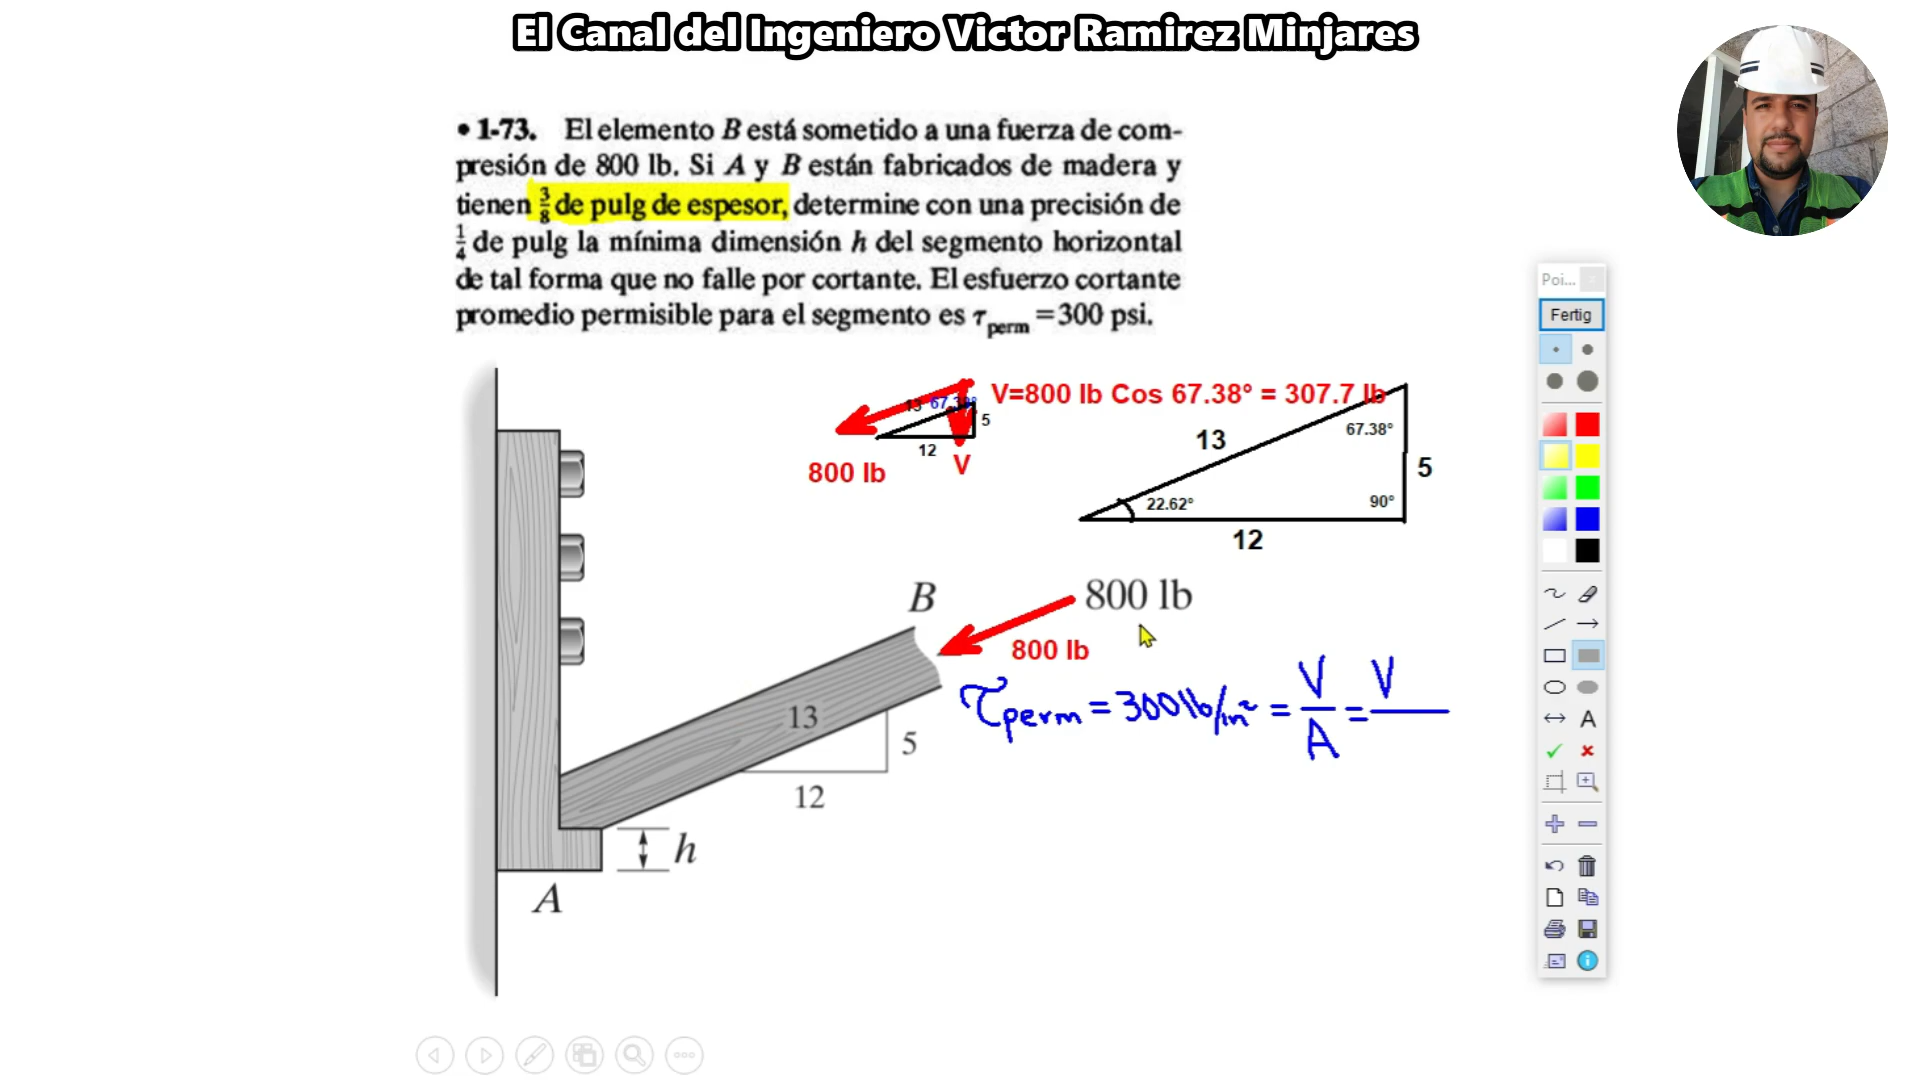 El Canal del Ingeniero Victor Ramirez Minjares
• 1-73. El elemento B está sometido a una fuerza de com-
presión de 800 lb. Si A y B están fabricados de madera y
tienen 3/8 de pulg de espesor, determine con una precisión de
1/4 de pulg la mínima dimensión h del segmento horizontal
de tal forma que no falle por cortante. El esfuerzo cortante
promedio permisible para el segmento es τperm = 300 psi.
V=800 lb Cos 67.38° = 307.7 lb
13 67.38°
5
12
800 lb
V
13
67.38°
5
22.62°
90°
12
B
800 lb
800 lb
τperm = 300 lb/in² = V/A = V
13
5
12
h
A
Poi...
Fertig
A